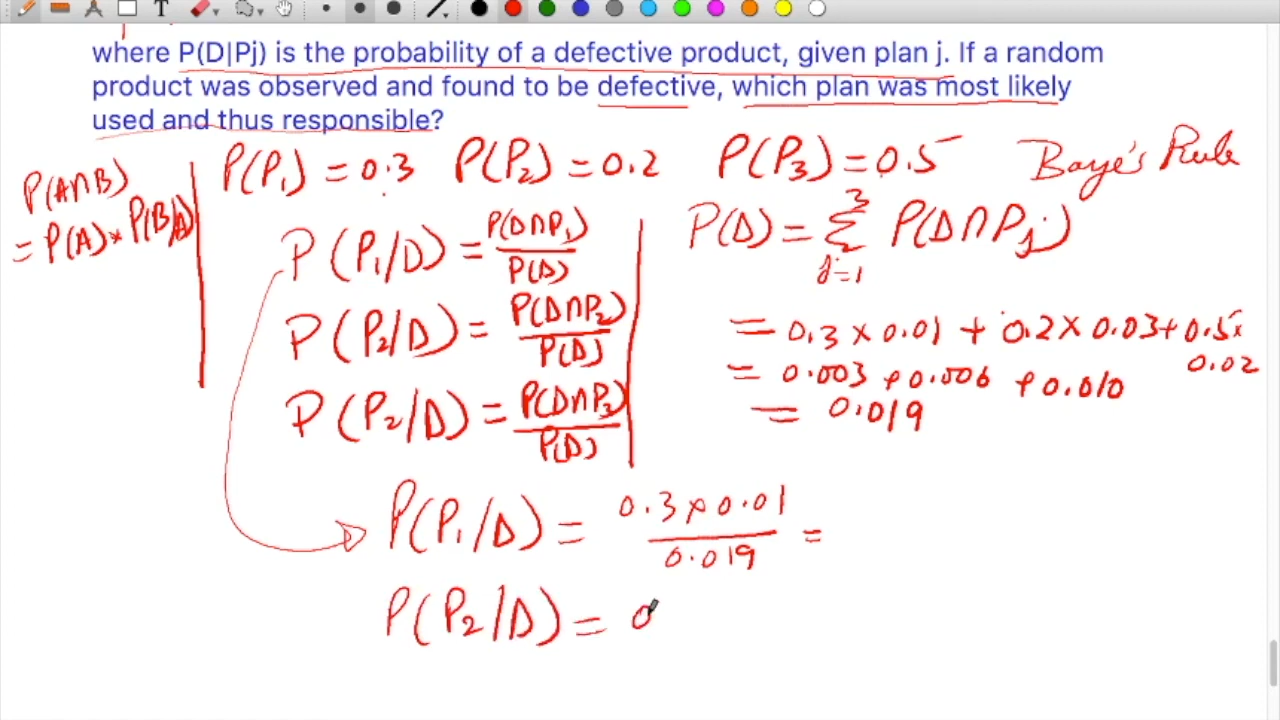 where P(D|Pj) is the probability of a defective product, given plan j. If a random
product was observed and found to be defective, which plan was most likely
used and thus responsible?
P(A∩B)
= P(A) × P(B/A)
P(P₁) = 0.3 P(P₂) = 0.2 P(P₃) = 0.5 Baye's Rule
P(P₁/D) = P(D∩P₁) / P(D)
P(P₂/D) = P(D∩P₂) / P(D)
P(P₂/D) = P(D∩P₃) / P(D)
P(D) = 3 Σ j=1 P(D∩Pj)
= 0.3 × 0.01 + 0.2 × 0.03 + 0.5 ×
0.02
= 0.003 + 0.006 + 0.010
= 0.019
P(P₁/D) = 0.3 × 0.01 / 0.019 =
P(P₂/D) = 0